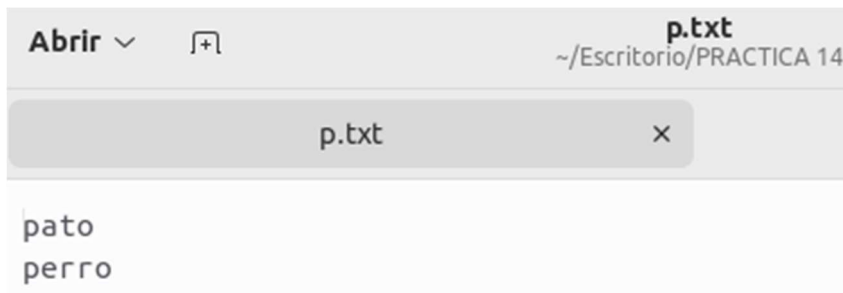 Abrir
p.txt
~/Escritorio/PRACTICA 14
p.txt
pato
perro